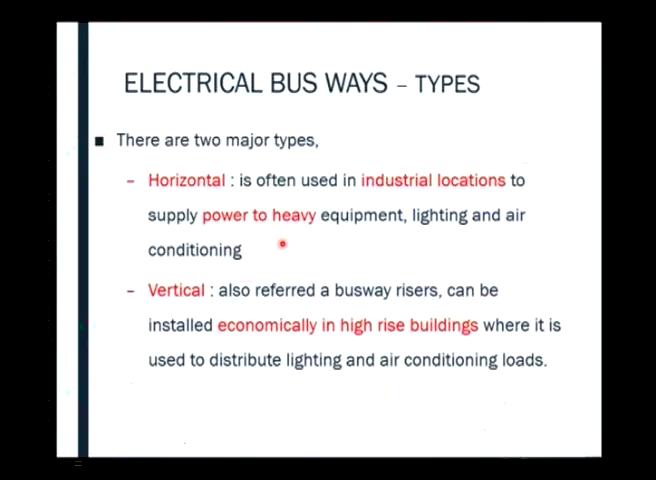 ELECTRICAL BUS WAYS – TYPES
■ There are two major types,
– Horizontal : is often used in industrial locations to
supply power to heavy equipment, lighting and air
conditioning
– Vertical : also referred a busway risers, can be
installed economically in high rise buildings where it is
used to distribute lighting and air conditioning loads.